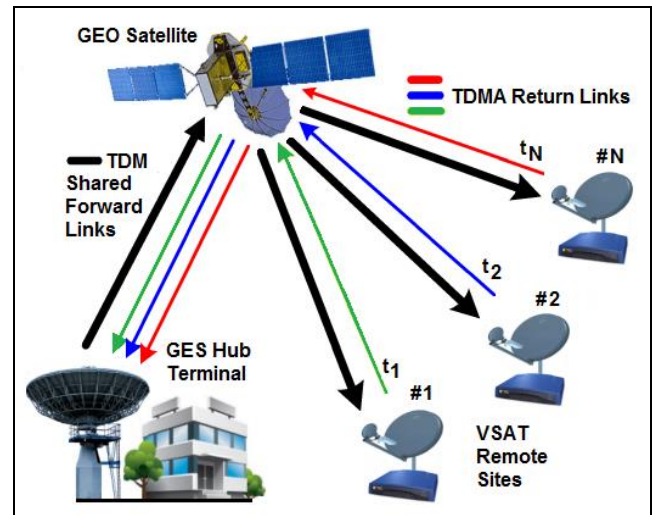 GEO Satellite
TDMA Return Links
TDM
Shared
Forward
Links
tN
#N
t2
#2
GES Hub
Terminal
t1
#1
VSAT
Remote
Sites